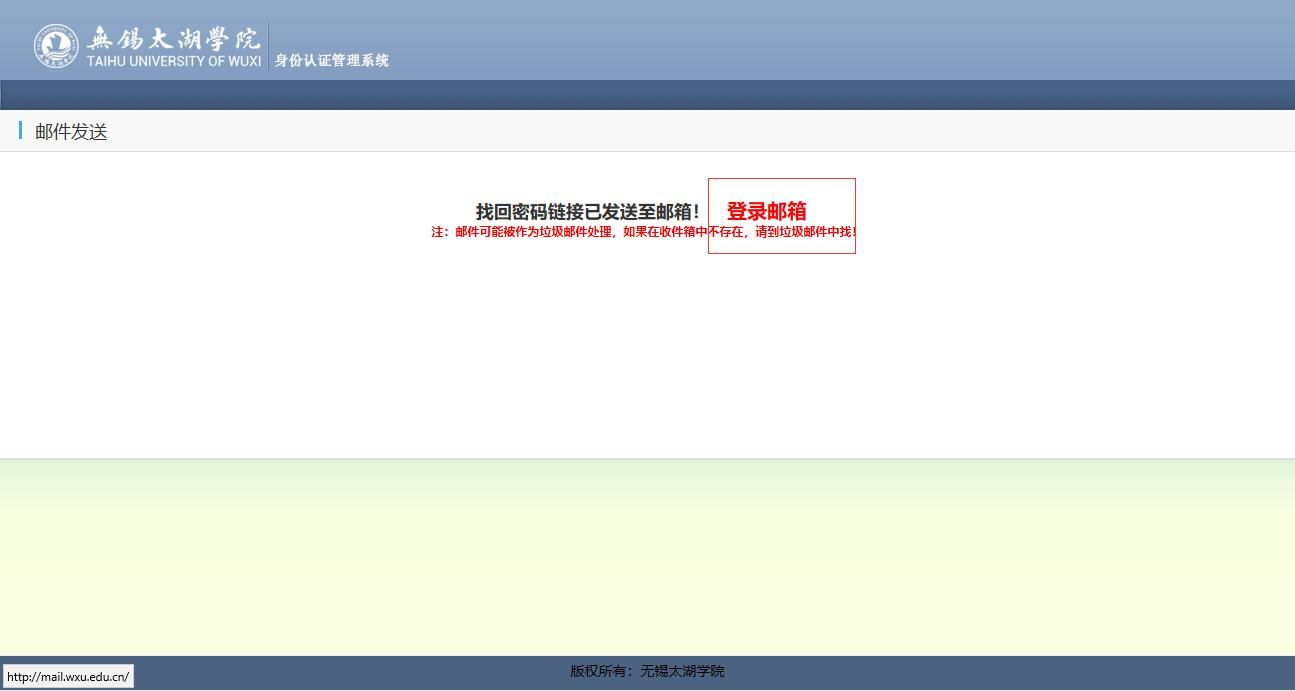 無錫太湖學院
TAIHU UNIVERSITY OF WUXI
身份认证管理系统
邮件发送
找回密码链接已发送至邮箱！ 登录邮箱
注：邮件可能被作为垃圾邮件处理，如果在收件箱中不存在，请到垃圾邮件中找！
版权所有：无锡太湖学院
http://mail.wxu.edu.cn/